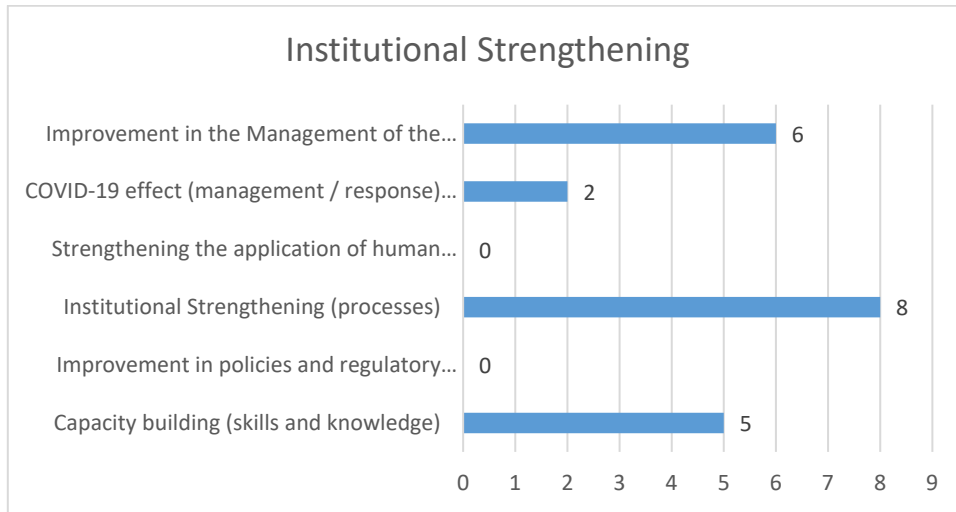 Institutional Strengthening
Improvement in the Management of the...
6
COVID-19 effect (management / response)...
2
Strengthening the application of human...
0
Institutional Strengthening (processes)
8
Improvement in policies and regulatory...
0
Capacity building (skills and knowledge)
5
0 1 2 3 4 5 6 7 8 9